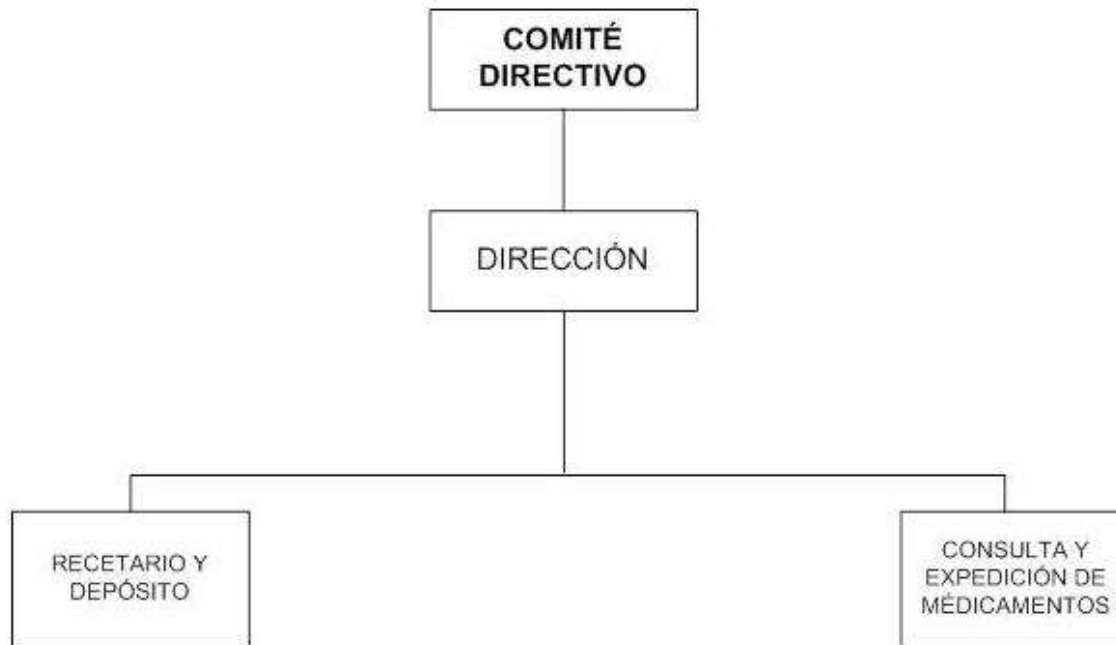 COMITÉ
DIRECTIVO
DIRECCIÓN
RECETARIO Y
DEPÓSITO
CONSULTA Y
EXPEDICIÓN DE
MÉDICAMENTOS